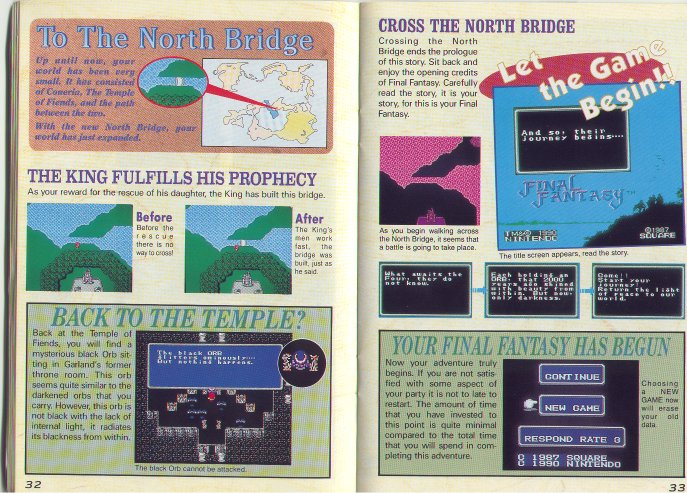 To The North Bridge
Up until now, your
world has been very
small. It has consisted
of Coneria, The Temple
of Fiends, and the path
between the two.
With the new North Bridge, your
world has just expanded.
THE KING FULFILLS HIS PROPHECY
As your reward for the rescue of his daughter, the King has built this bridge.
Before
Before the
rescue
there is no
way to cross!
After
The King's
men work
fast, the
bridge was
built, just as
he said.
BACK TO THE TEMPLE?
Back at the Temple of
Fiends, you will find a
mysterious black Orb sit-
ting in Garland's former
throne room. This orb
seems quite similar to the
darkened orbs that you
carry. However, this orb is
not black with the lack of
internal light, it radiates
its blackness from within.
The black ORB
glitters ominously....
But nothing happens.
The black Orb cannot be attacked.
32
CROSS THE NORTH BRIDGE
Crossing the North
Bridge ends the prologue
of this story. Sit back and
enjoy the opening credits
of Final Fantasy. Carefully
read the story, it is your
story, for this is your Final
Fantasy.
Let
the Game
Begin!!
And so, their
journey begins....
FINAL
FANTASY™
TM&© 1990
NINTENDO
©1987
SQUARE
As you begin walking across
the North Bridge, it seems that
a battle is going to take place.
The title screen appears, read the story.
What awaits the
Four, they do
not know.
Each holding an
ORB that 2000
years ago shined
with beauty from
within. But now-
only darkness.
Come!!
Start your
journey!
Return the light
of peace to our
world.
YOUR FINAL FANTASY HAS BEGUN
Now your adventure truly
begins. If you are not satis-
fied with some aspect of
your party it is not to late to
restart. The amount of time
that you have invested to
this point is quite minimal
compared to the total time
that you will spend in com-
pleting this adventure.
CONTINUE
NEW GAME
RESPOND RATE 3
© 1987 SQUARE
© 1990 NINTENDO
Choosing
a NEW
GAME now
will erase
your old
data.
33